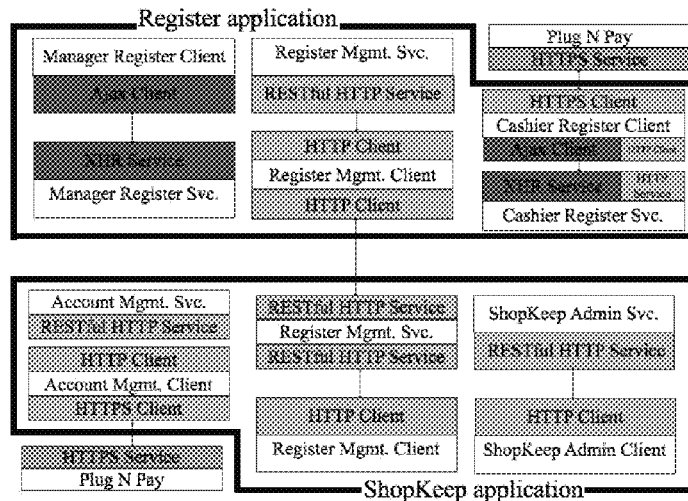 Register application
Manager Register Client
Ajax Client
XHR Service
Manager Register Svc.
Register Mgmt. Svc.
RESTful HTTP Service
HTTP Client
Register Mgmt. Client
HTTP Client
Plug N Pay
HTTPS Service
HTTPS Client
Cashier Register Client
Ajax Client
XHR Service
HTTP
Service
Cashier Register Svc.
Account Mgmt. Svc.
RESTful HTTP Service
HTTP Client
Account Mgmt. Client
HTTPS Client
HTTPS Service
Plug N Pay
RESTful HTTP Service
Register Mgmt. Svc.
RESTful HTTP Service
HTTP Client
Register Mgmt. Client
ShopKeep Admin Svc.
RESTful HTTP Service
HTTP Client
ShopKeep Admin Client
ShopKeep application